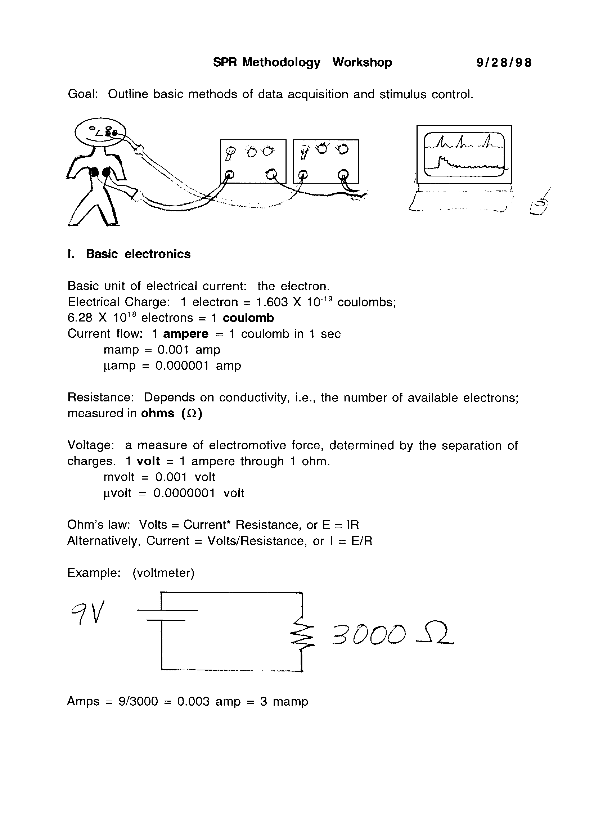 SPR Methodology Workshop 9/28/98
Goal: Outline basic methods of data acquisition and stimulus control.
I. Basic electronics
Basic unit of electrical current: the electron.
Electrical Charge: 1 electron = 1.603 X 10⁻¹⁹ coulombs;
6.28 X 10¹⁸ electrons = 1 coulomb
Current flow: 1 ampere = 1 coulomb in 1 sec
mamp = 0.001 amp
µamp = 0.000001 amp
Resistance: Depends on conductivity, i.e., the number of available electrons;
measured in ohms (Ω)
Voltage: a measure of electromotive force, determined by the separation of
charges. 1 volt = 1 ampere through 1 ohm.
mvolt = 0.001 volt
µvolt = 0.0000001 volt
Ohm's law: Volts = Current* Resistance, or E = IR
Alternatively, Current = Volts/Resistance, or I = E/R
Example: (voltmeter)
9V
3000 Ω
Amps = 9/3000 = 0.003 amp = 3 mamp